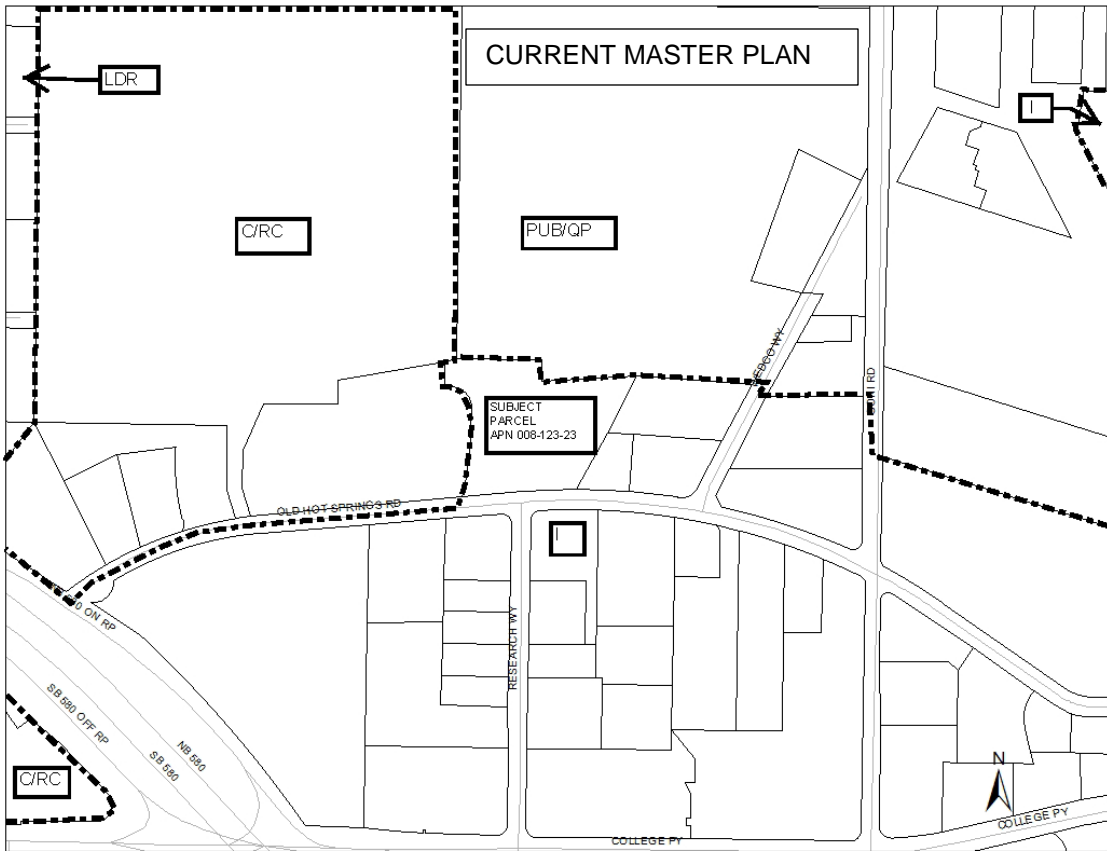 CURRENT MASTER PLAN
LDR
I
C/RC
PUB/QP
SUBJECT
PARCEL
APN 008-123-23
OLD HOT SPRINGS RD
I
RESEARCH WY
ON RP
SB 580 OFF RP
NB 580
SB 580
C/RC
N
COLLEGE PY
COLLEGE PY